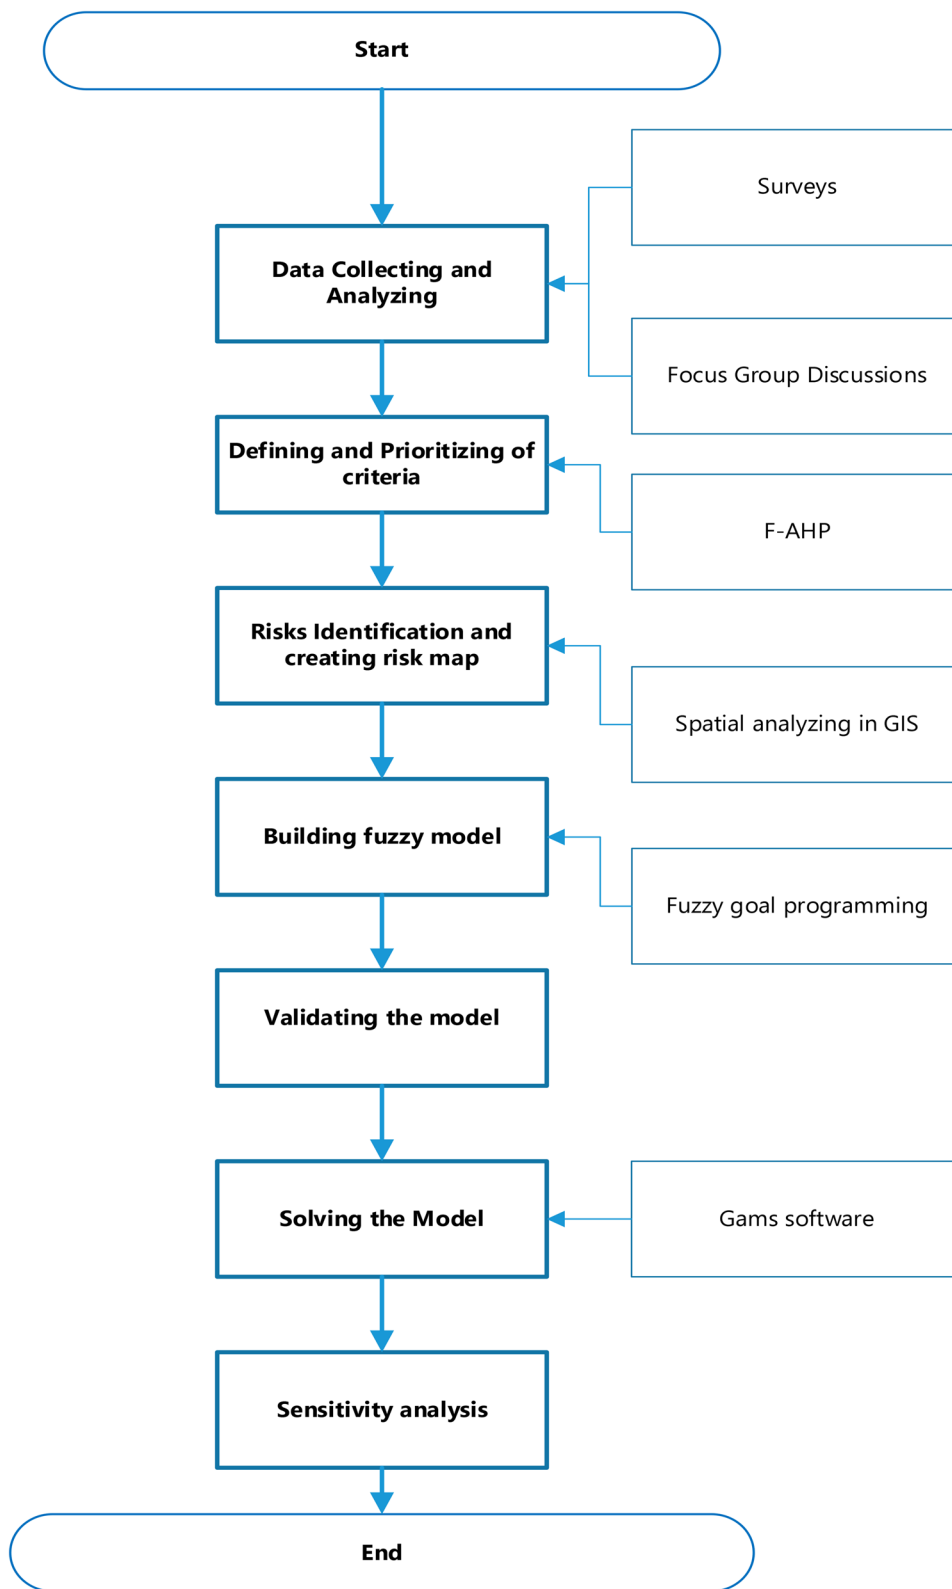 Start
Surveys
Data Collecting and
Analyzing
Focus Group Discussions
Defining and Prioritizing of
criteria
F-AHP
Risks Identification and
creating risk map
Spatial analyzing in GIS
Building fuzzy model
Fuzzy goal programming
Validating the model
Solving the Model
Gams software
Sensitivity analysis
End